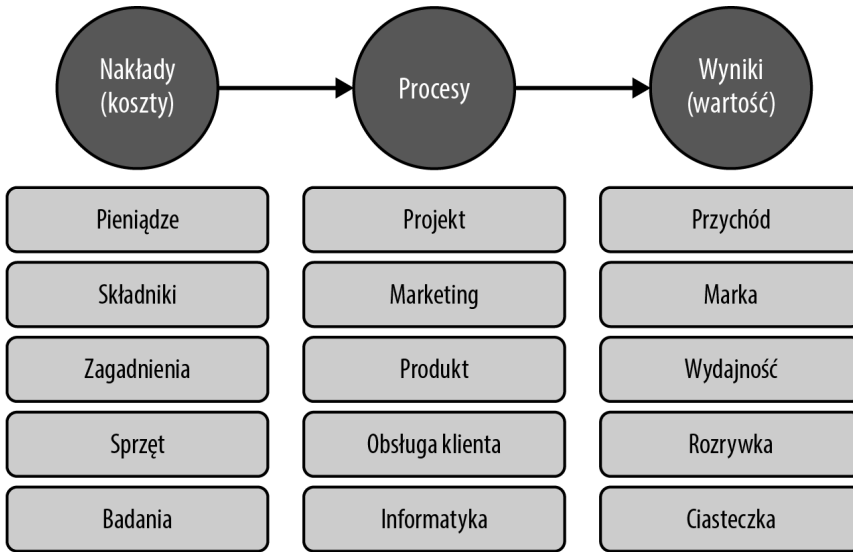 Nakłady
(koszty)
Procesy
Wyniki
(wartość)
Pieniądze
Projekt
Przychód
Składniki
Marketing
Marka
Zagadnienia
Produkt
Wydajność
Sprzęt
Obsługa klienta
Rozrywka
Badania
Informatyka
Ciasteczka